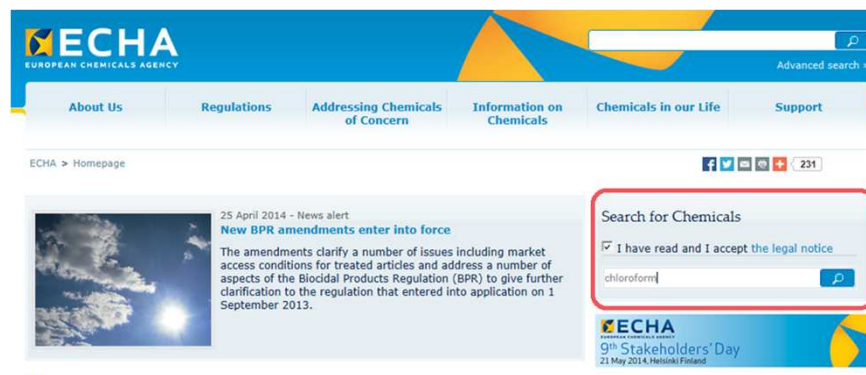 ECHA
EUROPEAN CHEMICALS AGENCY
Advanced search »
About Us
Regulations
Addressing Chemicals
of Concern
Information on
Chemicals
Chemicals in our Life
Support
ECHA > Homepage
231
25 April 2014 - News alert
New BPR amendments enter into force
The amendments clarify a number of issues including market
access conditions for treated articles and address a number of
aspects of the Biocidal Products Regulation (BPR) to give further
clarification to the regulation that entered into application on 1
September 2013.
Search for Chemicals
I have read and I accept the legal notice
chloroform
ECHA
EUROPEAN CHEMICALS AGENCY
9th Stakeholders' Day
21 May 2014, Helsinki Finland